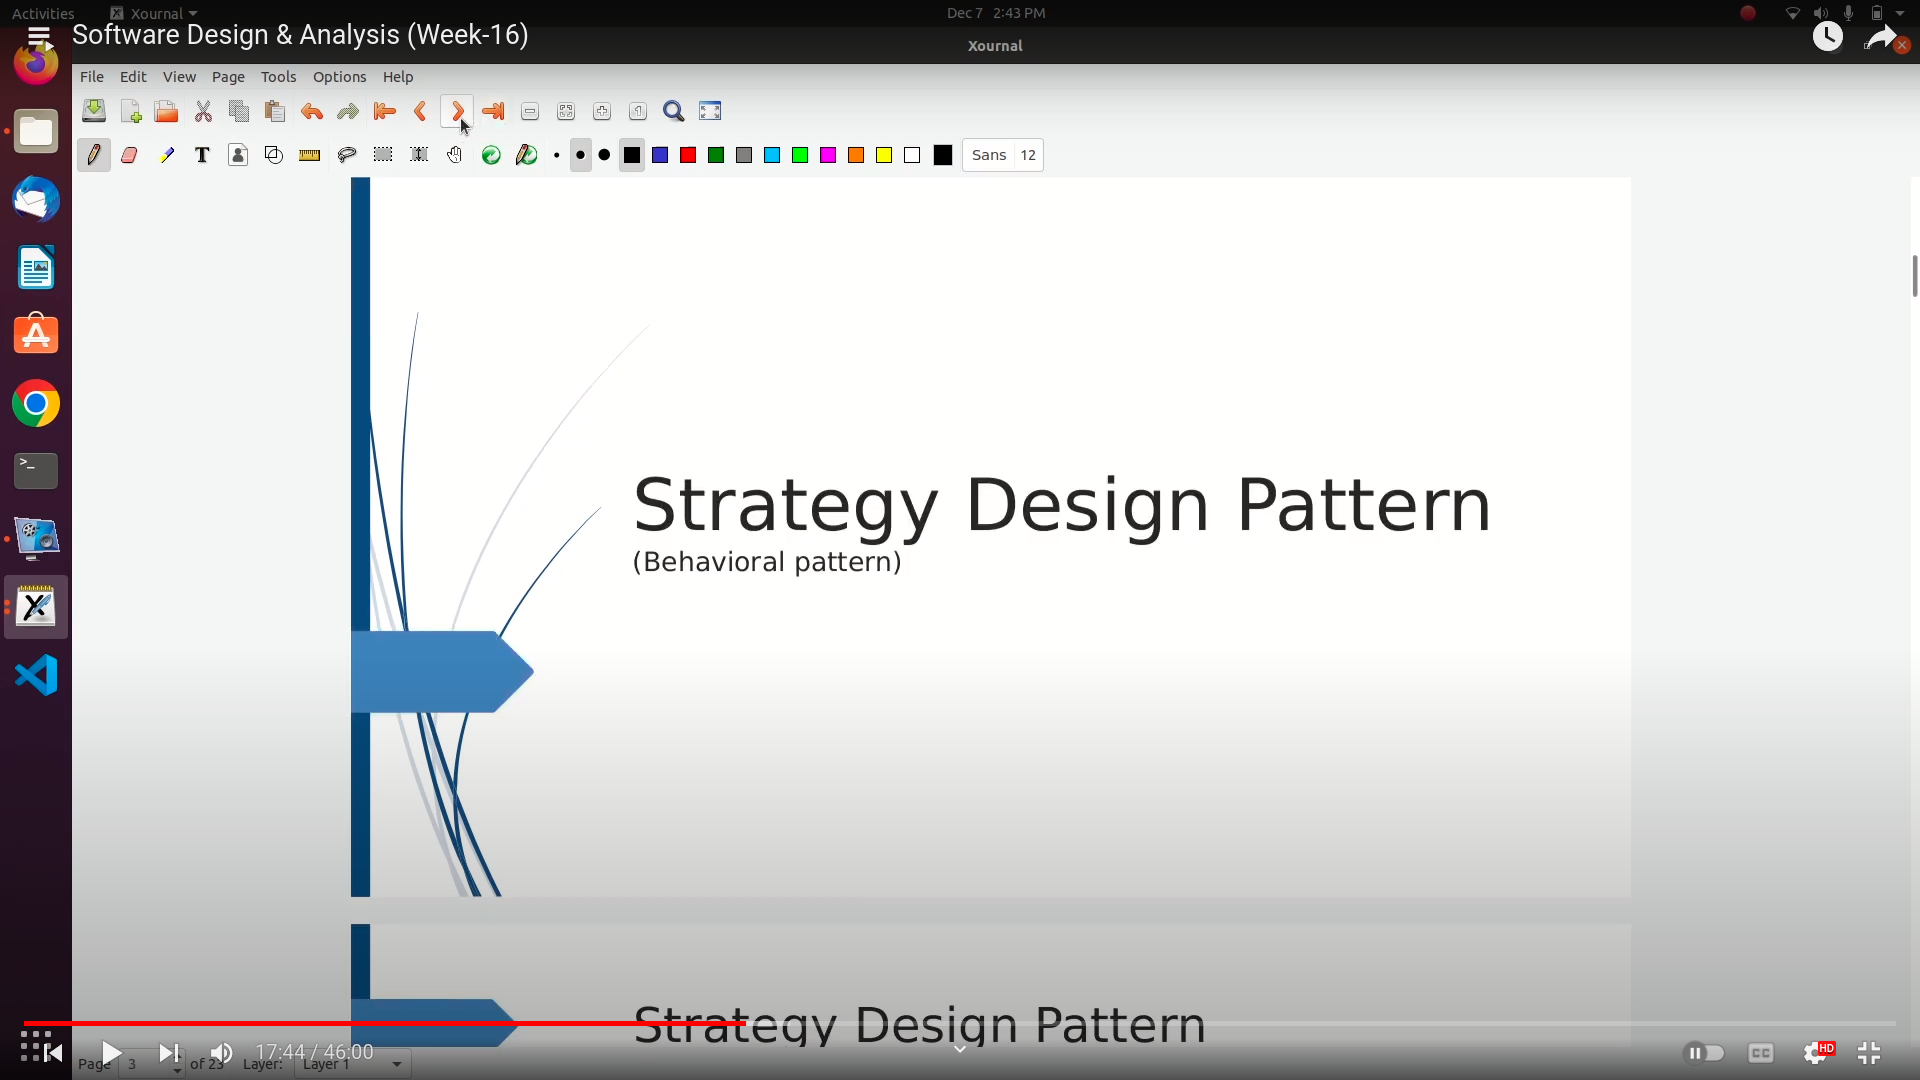 Activities Xournal Dec 7 2:43 PM
Software Design & Analysis (Week-16)
Xournal
File Edit View Page Tools Options Help
Sans 12
Strategy Design Pattern
(Behavioral pattern)
Strategy Design Pattern
17:44 / 46:00
CC HD
Page 3 of 23 Layer: Layer 1